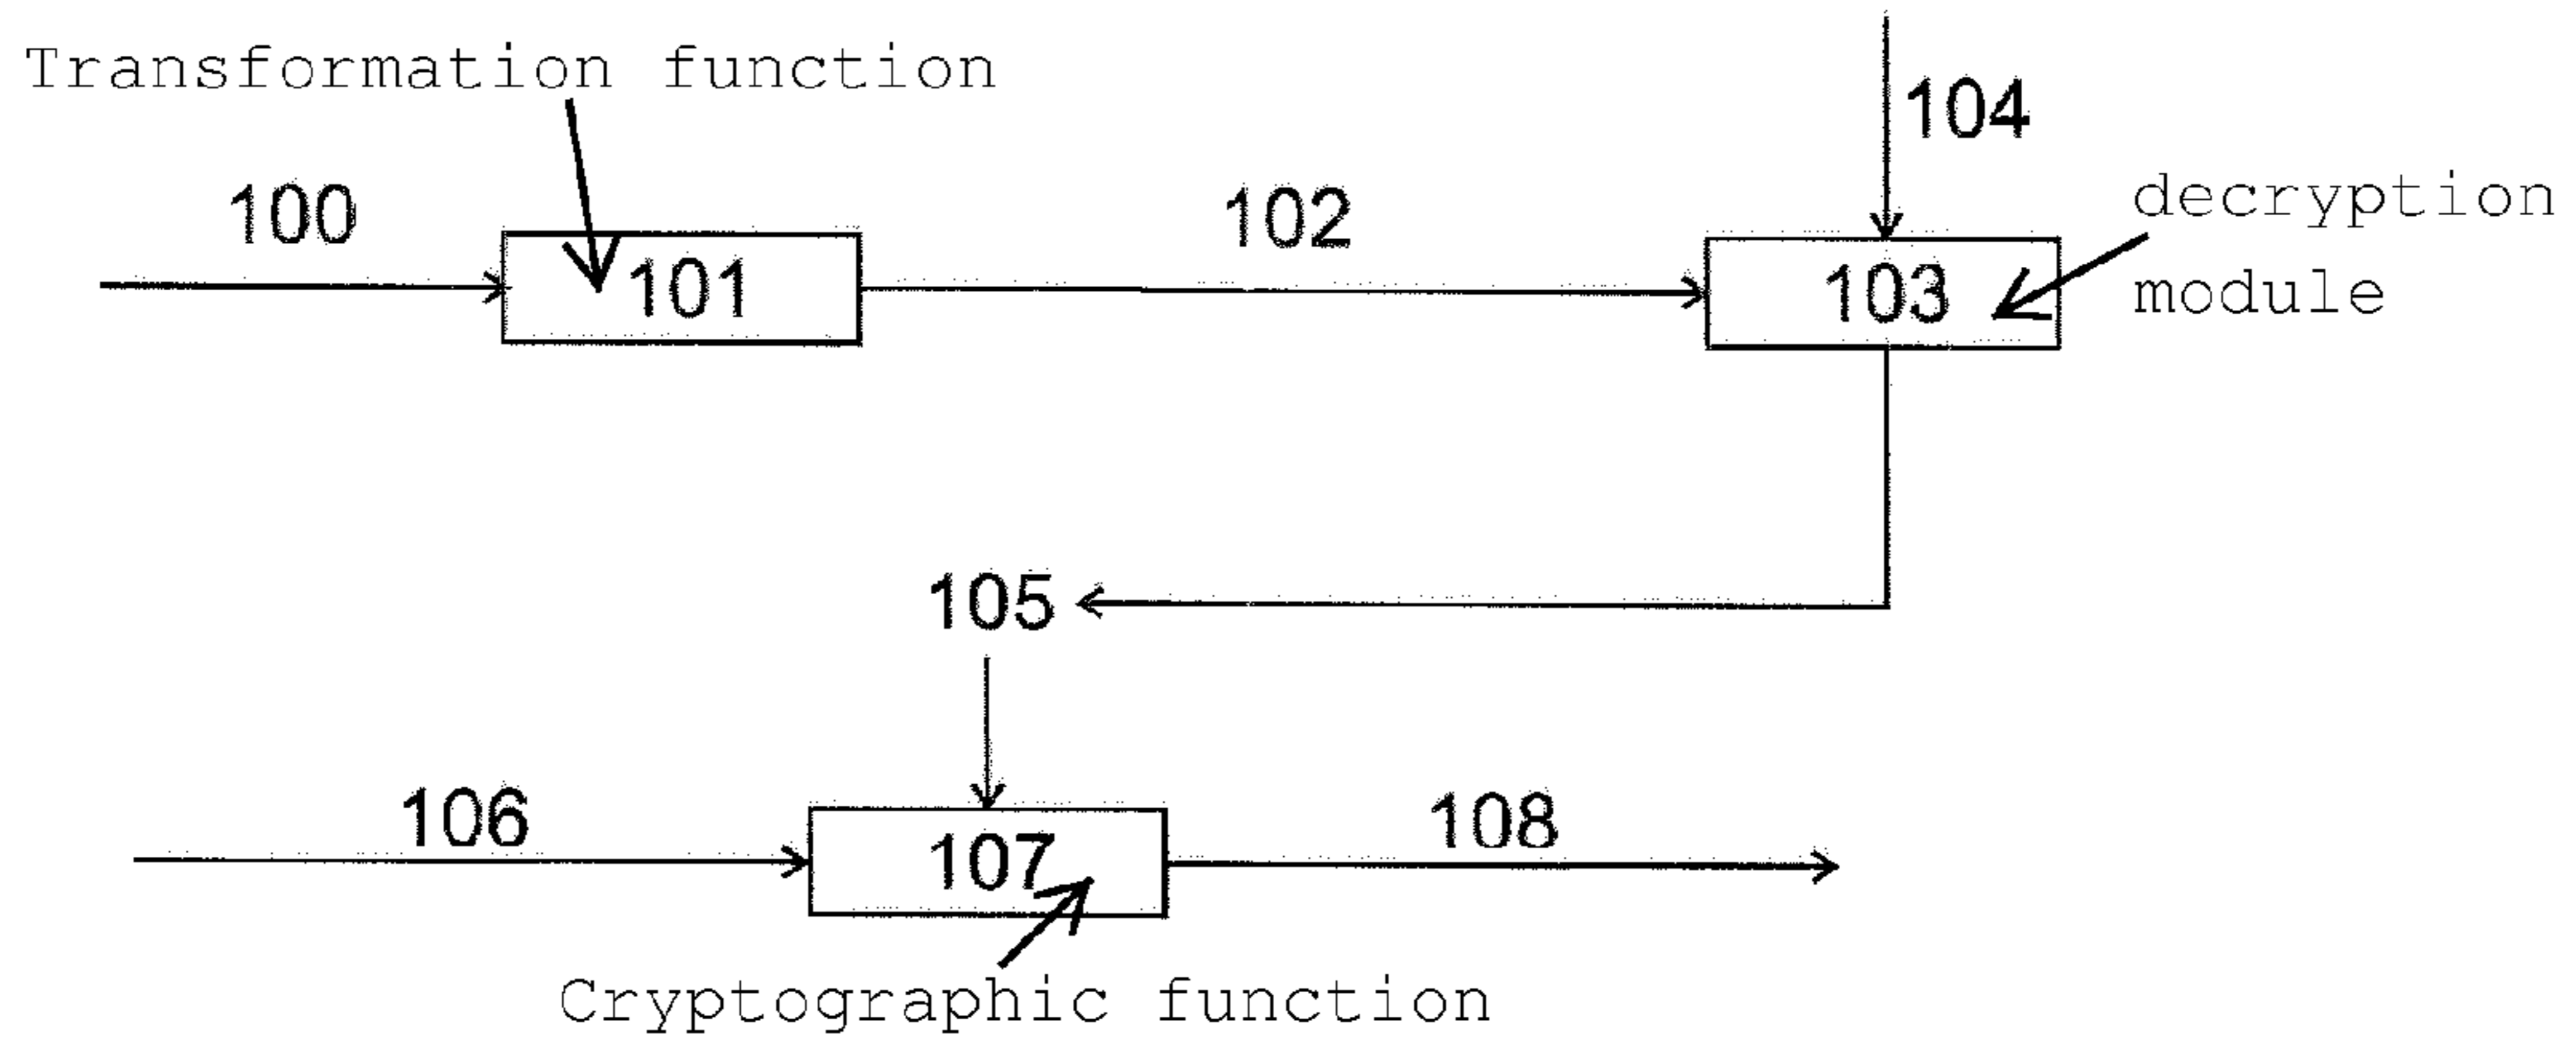 Transformation function
104
100
102
decryption
module
101
103
105
106
108
107
Cryptographic function